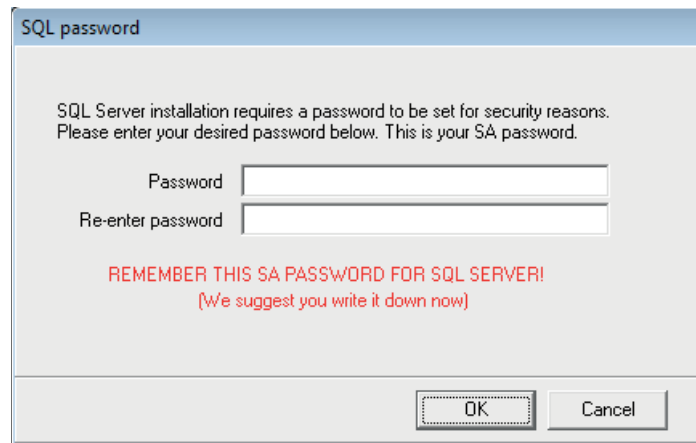 SQL password
SQL Server installation requires a password to be set for security reasons.
Please enter your desired password below. This is your SA password.
Password
Re-enter password
REMEMBER THIS SA PASSWORD FOR SQL SERVER!
(We suggest you write it down now)
OK
Cancel